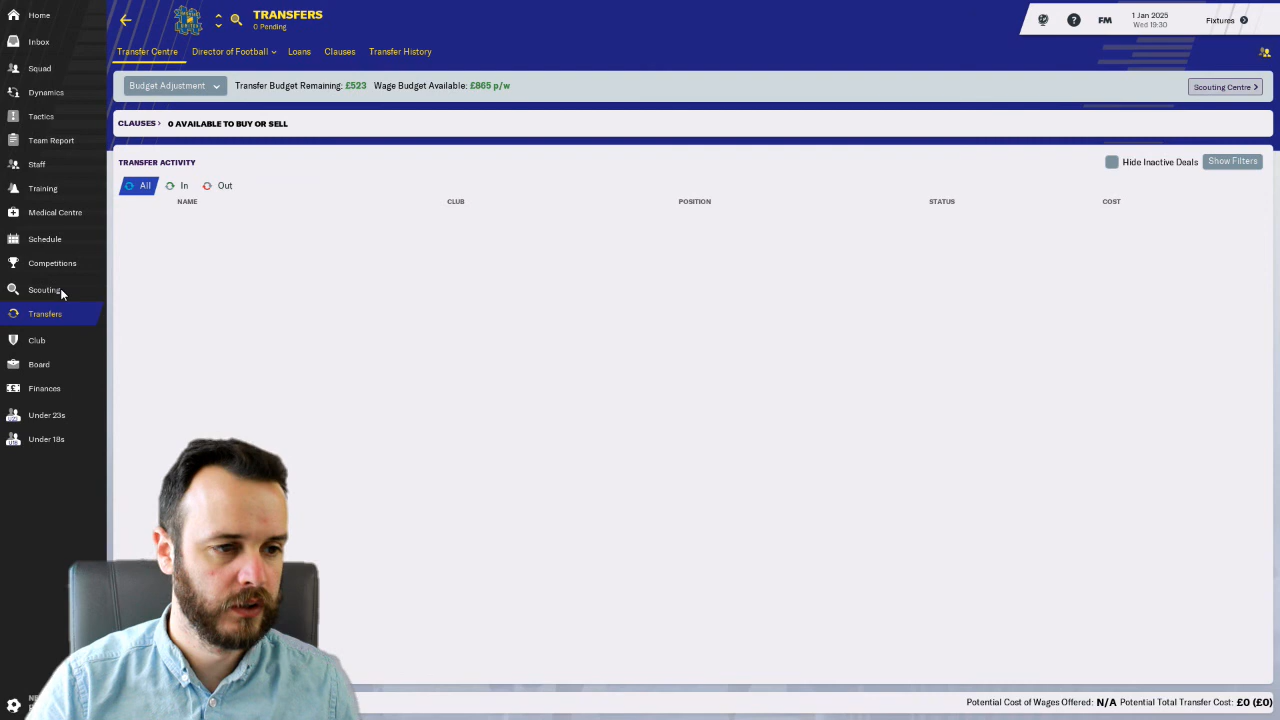 Home
Inbox
Squad
Dynamics
Tactics
Team Report
Staff
Training
Medical Centre
Schedule
Competitions
Scouting
Transfers
Club
Board
Finances
Under 23s
Under 18s
TRANSFERS
0 Pending
FM
1 Jan 2025
Wed 19:30
Fixtures
Transfer Centre
Director of Football
Loans
Clauses
Transfer History
Budget Adjustment
Transfer Budget Remaining: £523
Wage Budget Available: £865 p/w
Scouting Centre
CLAUSES
0 AVAILABLE TO BUY OR SELL
TRANSFER ACTIVITY
Hide Inactive Deals
Show Filters
All
In
Out
NAME
CLUB
POSITION
STATUS
COST
Potential Cost of Wages Offered: N/A
Potential Total Transfer Cost: £0 (£0)